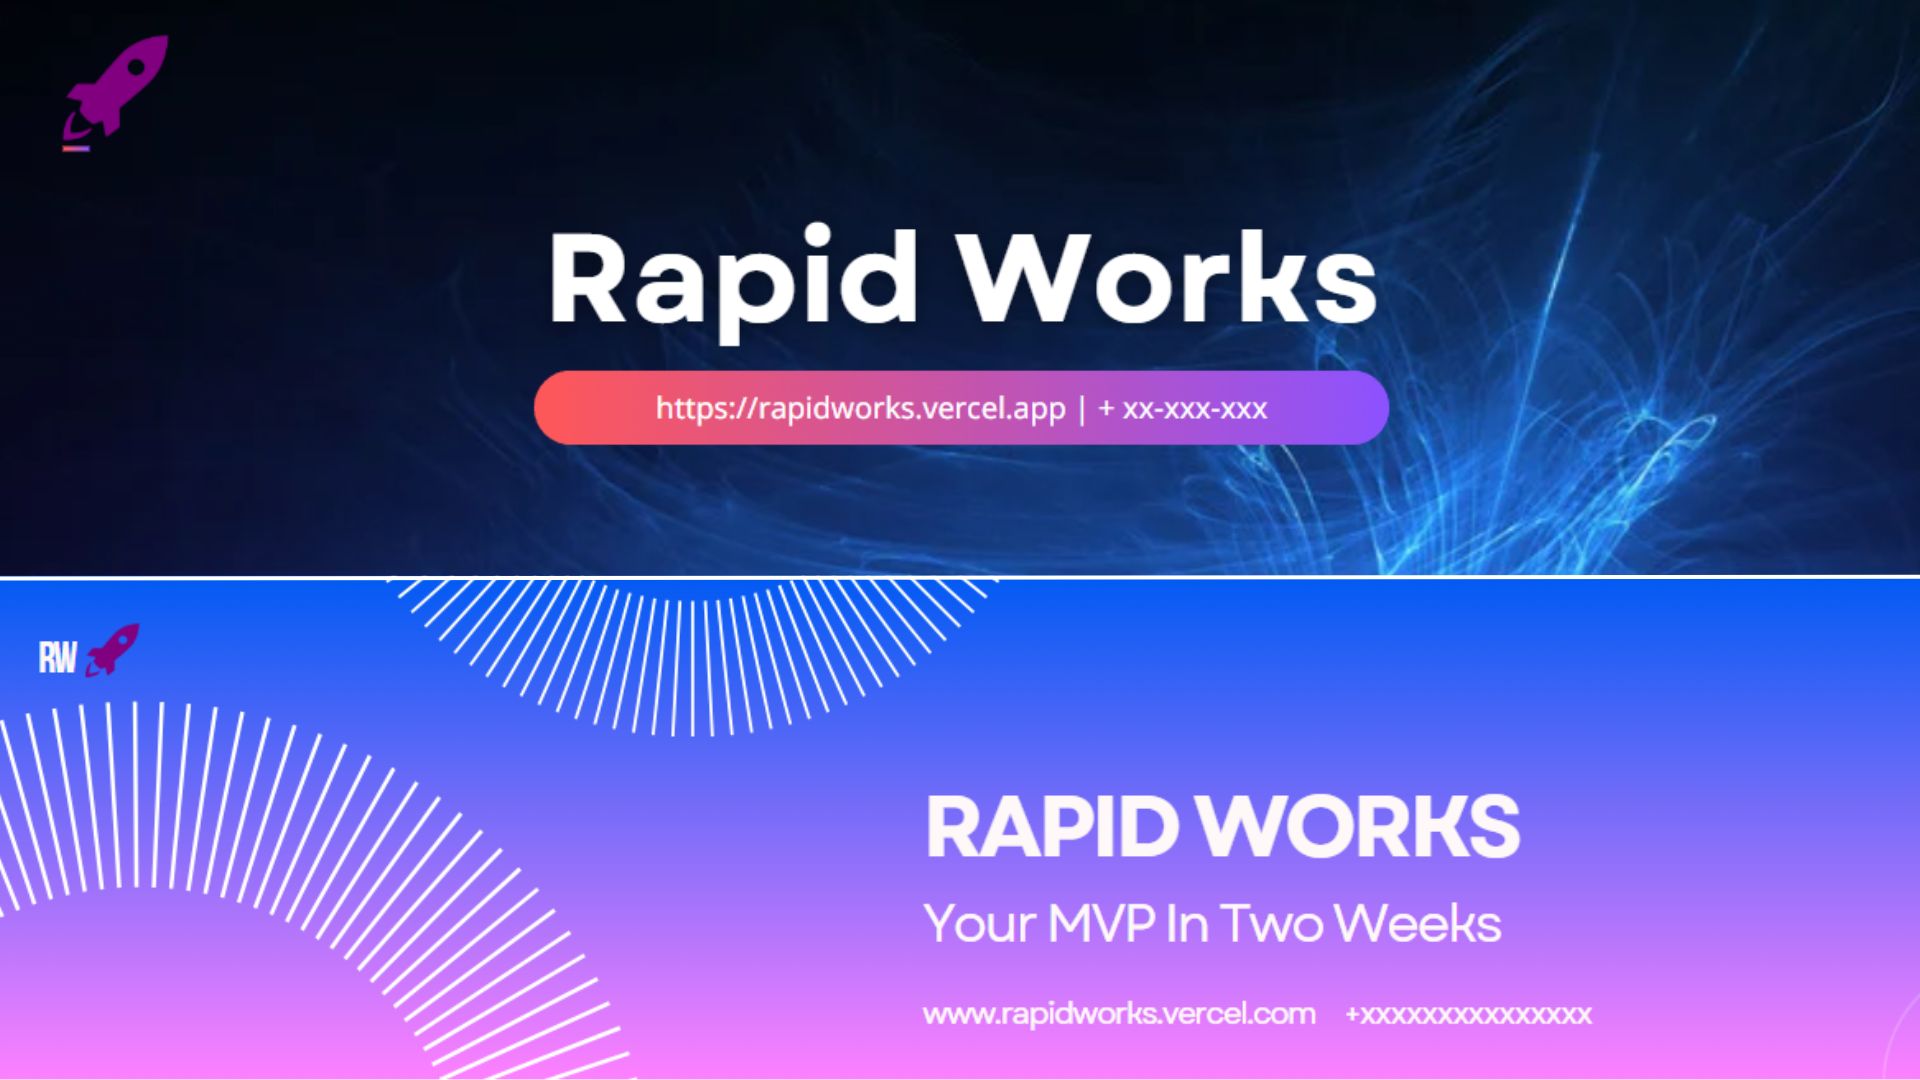 Rapid Works
https://rapidworks.vercel.app | + xx-xxx-xxx
RW
RAPID WORKS
Your MVP In Two Weeks
www.rapidworks.vercel.com +xxxxxxxxxxxxxxx